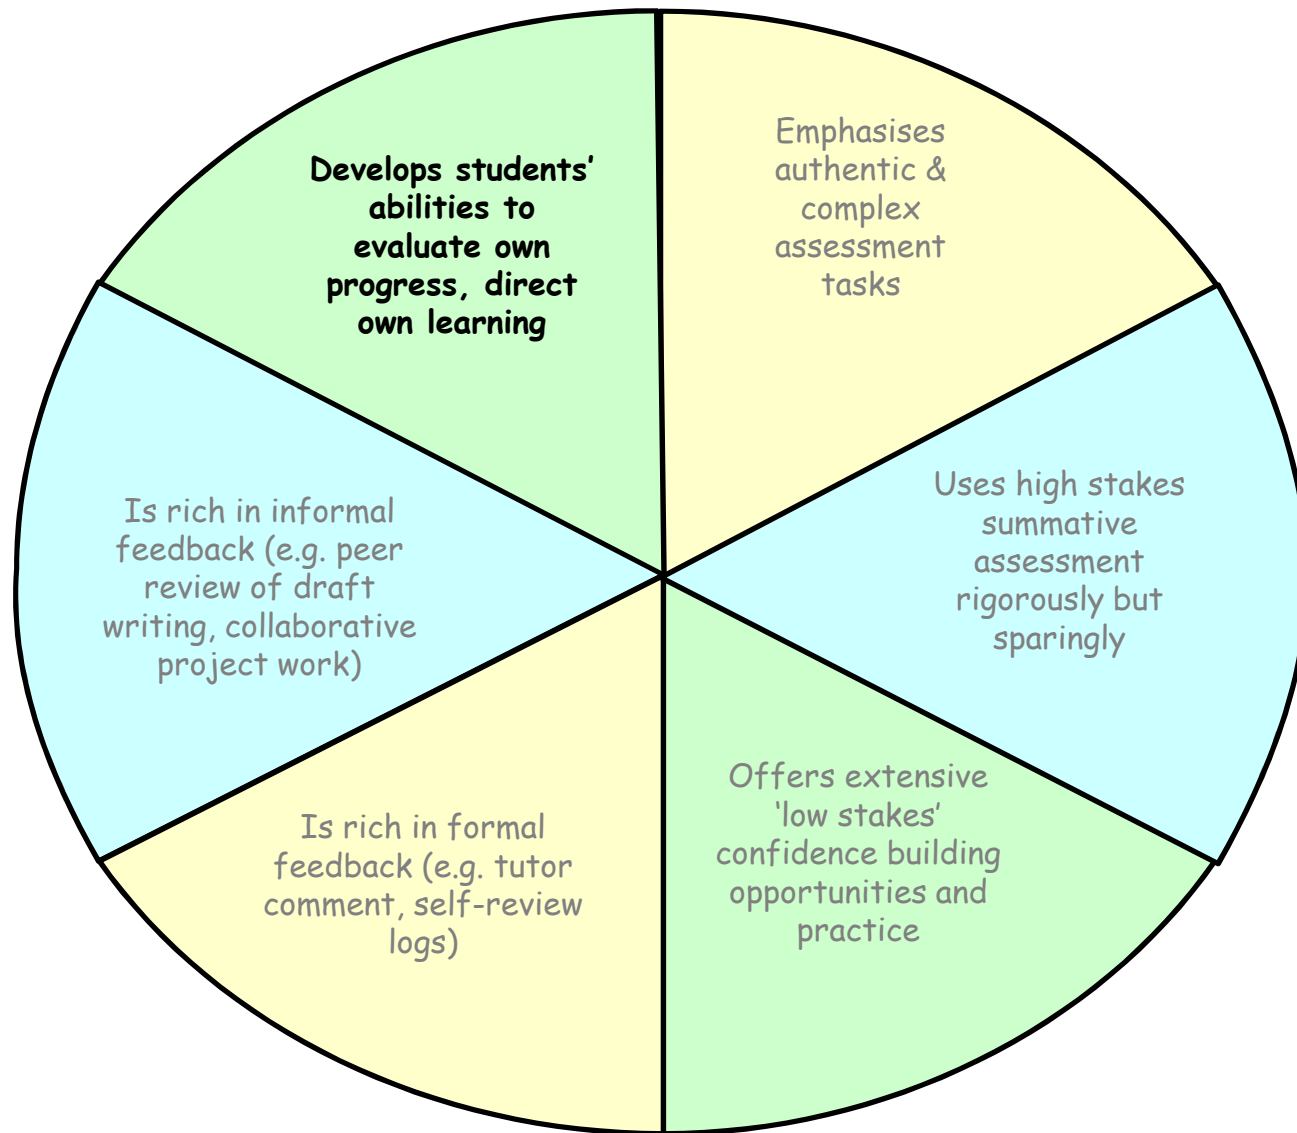 Develops students’
abilities to
evaluate own
progress, direct
own learning
Emphasises
authentic &
complex
assessment
tasks
Uses high stakes
summative
assessment
rigorously but
sparingly
Offers extensive
‘low stakes’
confidence building
opportunities and
practice
Is rich in formal
feedback (e.g. tutor
comment, self-review
logs)
Is rich in informal
feedback (e.g. peer
review of draft
writing, collaborative
project work)